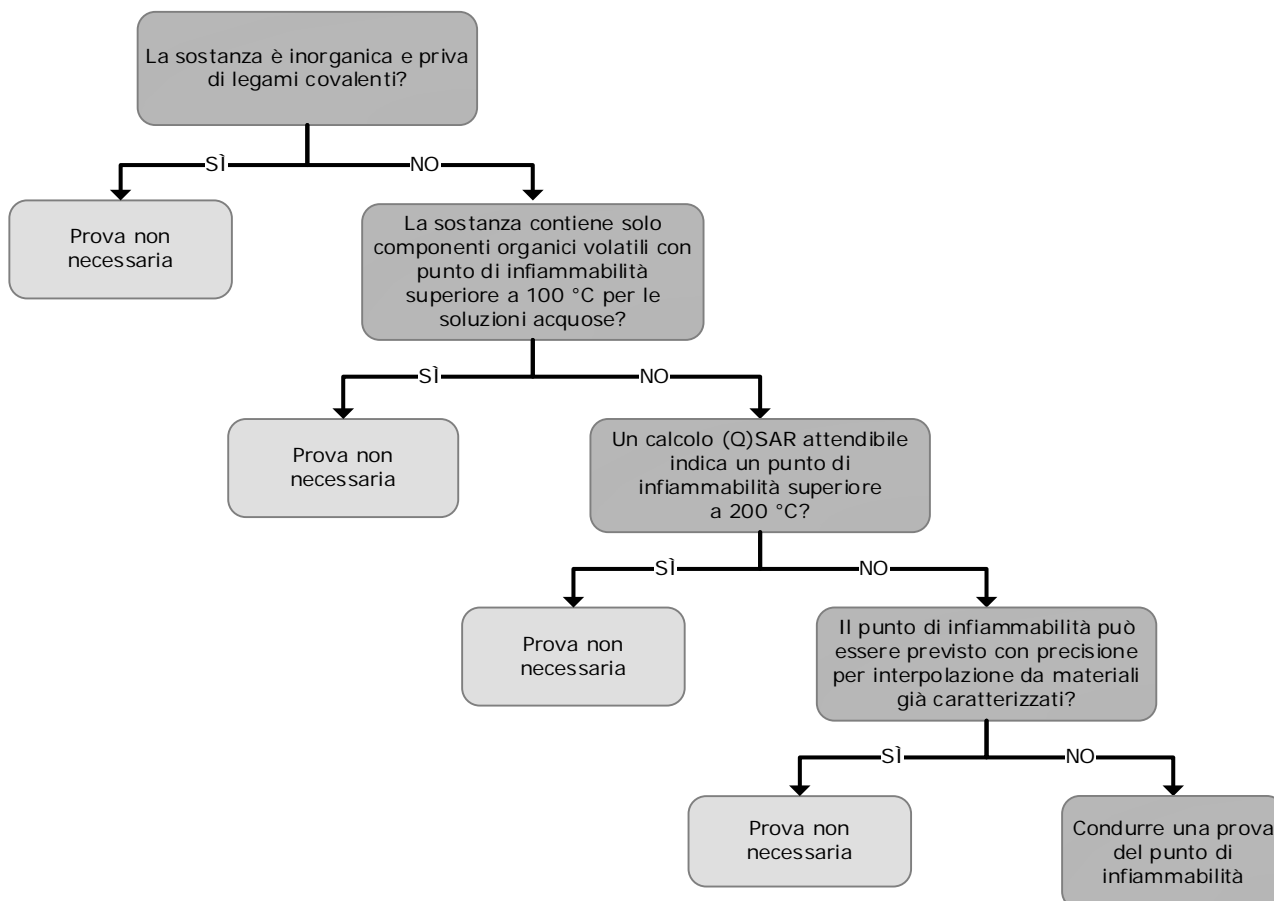 La sostanza è inorganica e priva
di legami covalenti?
SÌ
NO
Prova non
necessaria
La sostanza contiene solo
componenti organici volatili con
punto di infiammabilità
superiore a 100 °C per le
soluzioni acquose?
SÌ
NO
Prova non
necessaria
Un calcolo (Q)SAR attendibile
indica un punto di
infiammabilità superiore
a 200 °C?
SÌ
NO
Prova non
necessaria
Il punto di infiammabilità può
essere previsto con precisione
per interpolazione da materiali
già caratterizzati?
SÌ
NO
Prova non
necessaria
Condurre una prova
del punto di
infiammabilità